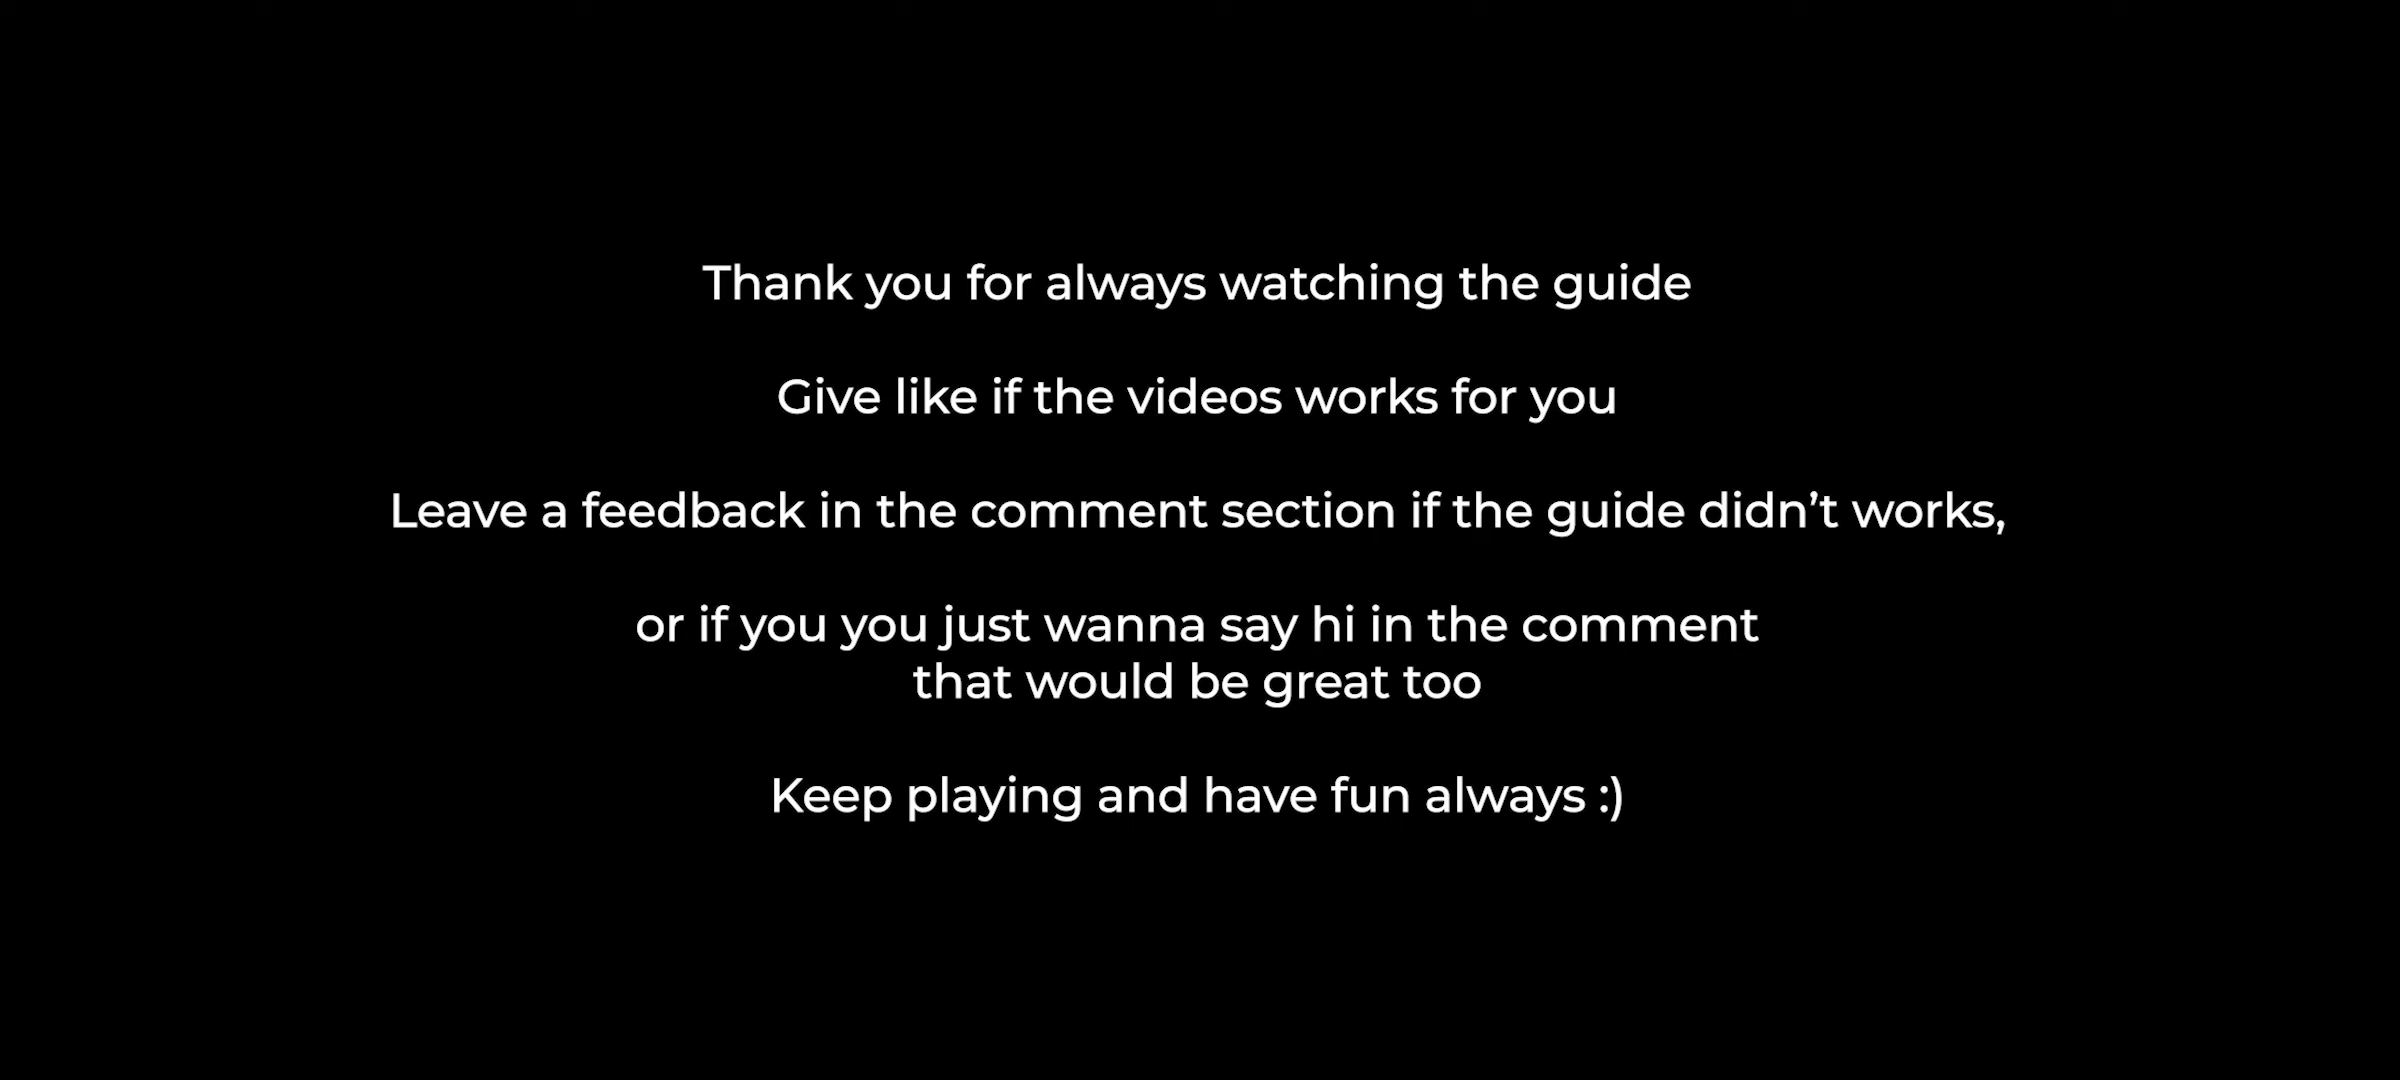 Thank you for always watching the guide
Give like if the videos works for you
Leave a feedback in the comment section if the guide didn’t works,
or if you you just wanna say hi in the comment
that would be great too
Keep playing and have fun always :)